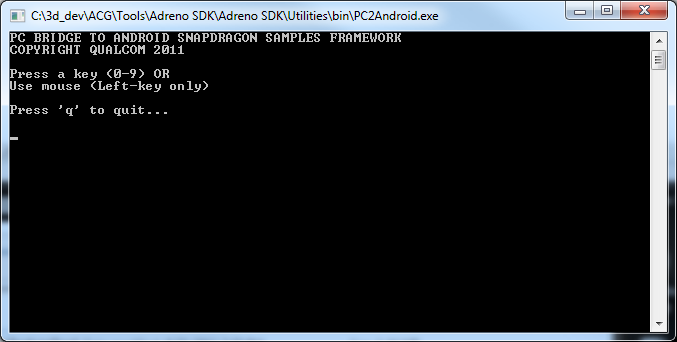 C:\3d_dev\ACG\Tools\Adreno SDK\Adreno SDK\Utilities\bin\PC2Android.exe
PC BRIDGE TO ANDROID SNAPDRAGON SAMPLES FRAMEWORK
COPYRIGHT QUALCOM 2011
Press a key (0-9) OR
Use mouse (Left-key only)
Press 'q' to quit...